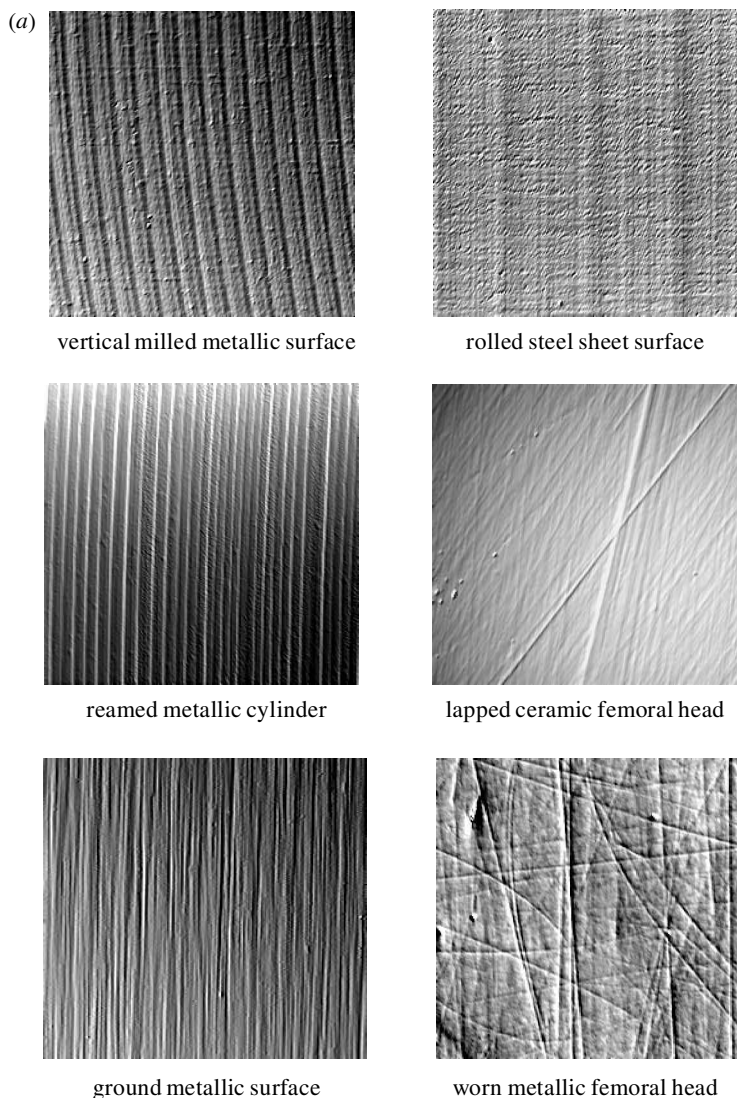 (a)
vertical milled metallic surface
rolled steel sheet surface
reamed metallic cylinder
lapped ceramic femoral head
ground metallic surface
worn metallic femoral head